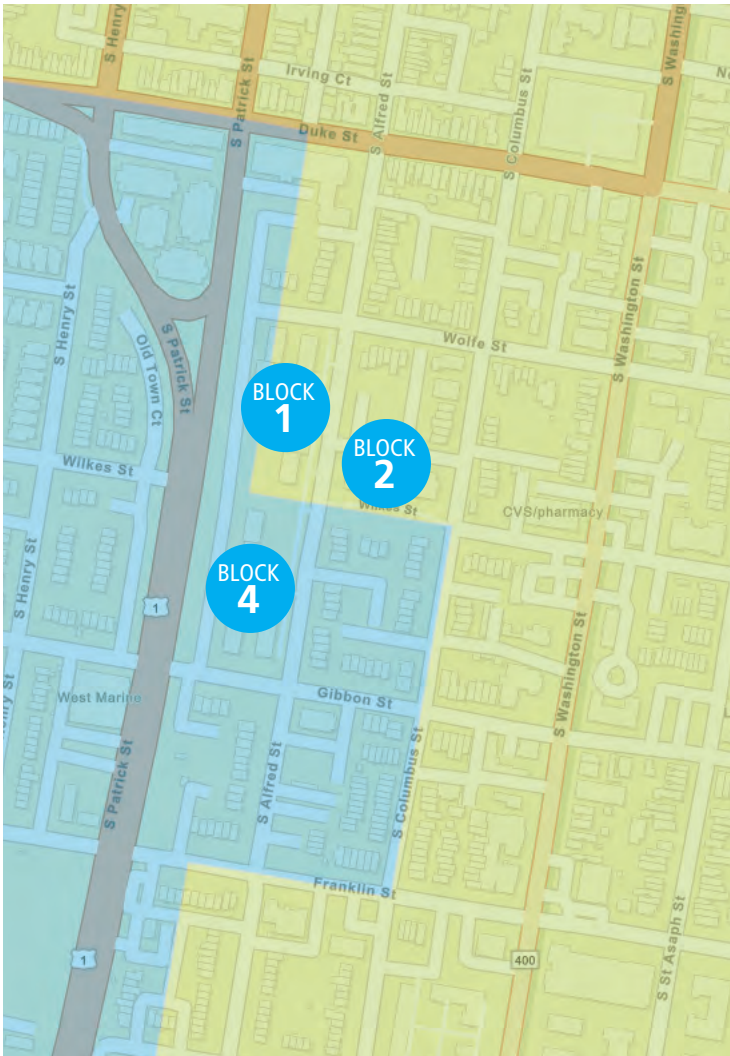 S Henry
S Patrick St
S Washing
Irving Ct
S Alfred St
S Columbus St
Duke St
S Henry St
S Patrick St
Old Town Ct
Wolfe St
S Washington St
BLOCK
1
BLOCK
2
Wilkes St
Wilkes St
CVS/pharmacy
BLOCK
4
S Henry St
1
S Washington St
West Marine
Gibbon St
S Patrick St
S Alfred St
S Columbus St
Franklin St
1
400
S St Asaph St